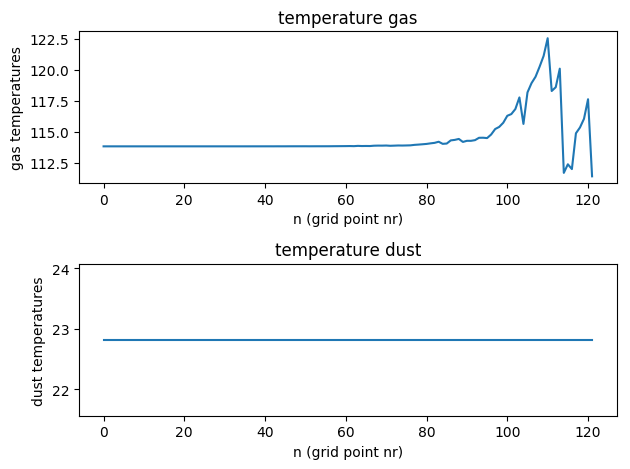 temperature gas
122.5
120.0
117.5
115.0
112.5
gas temperatures
0 20 40 60 80 100 120
n (grid point nr)
temperature dust
24
23
22
dust temperatures
0 20 40 60 80 100 120
n (grid point nr)